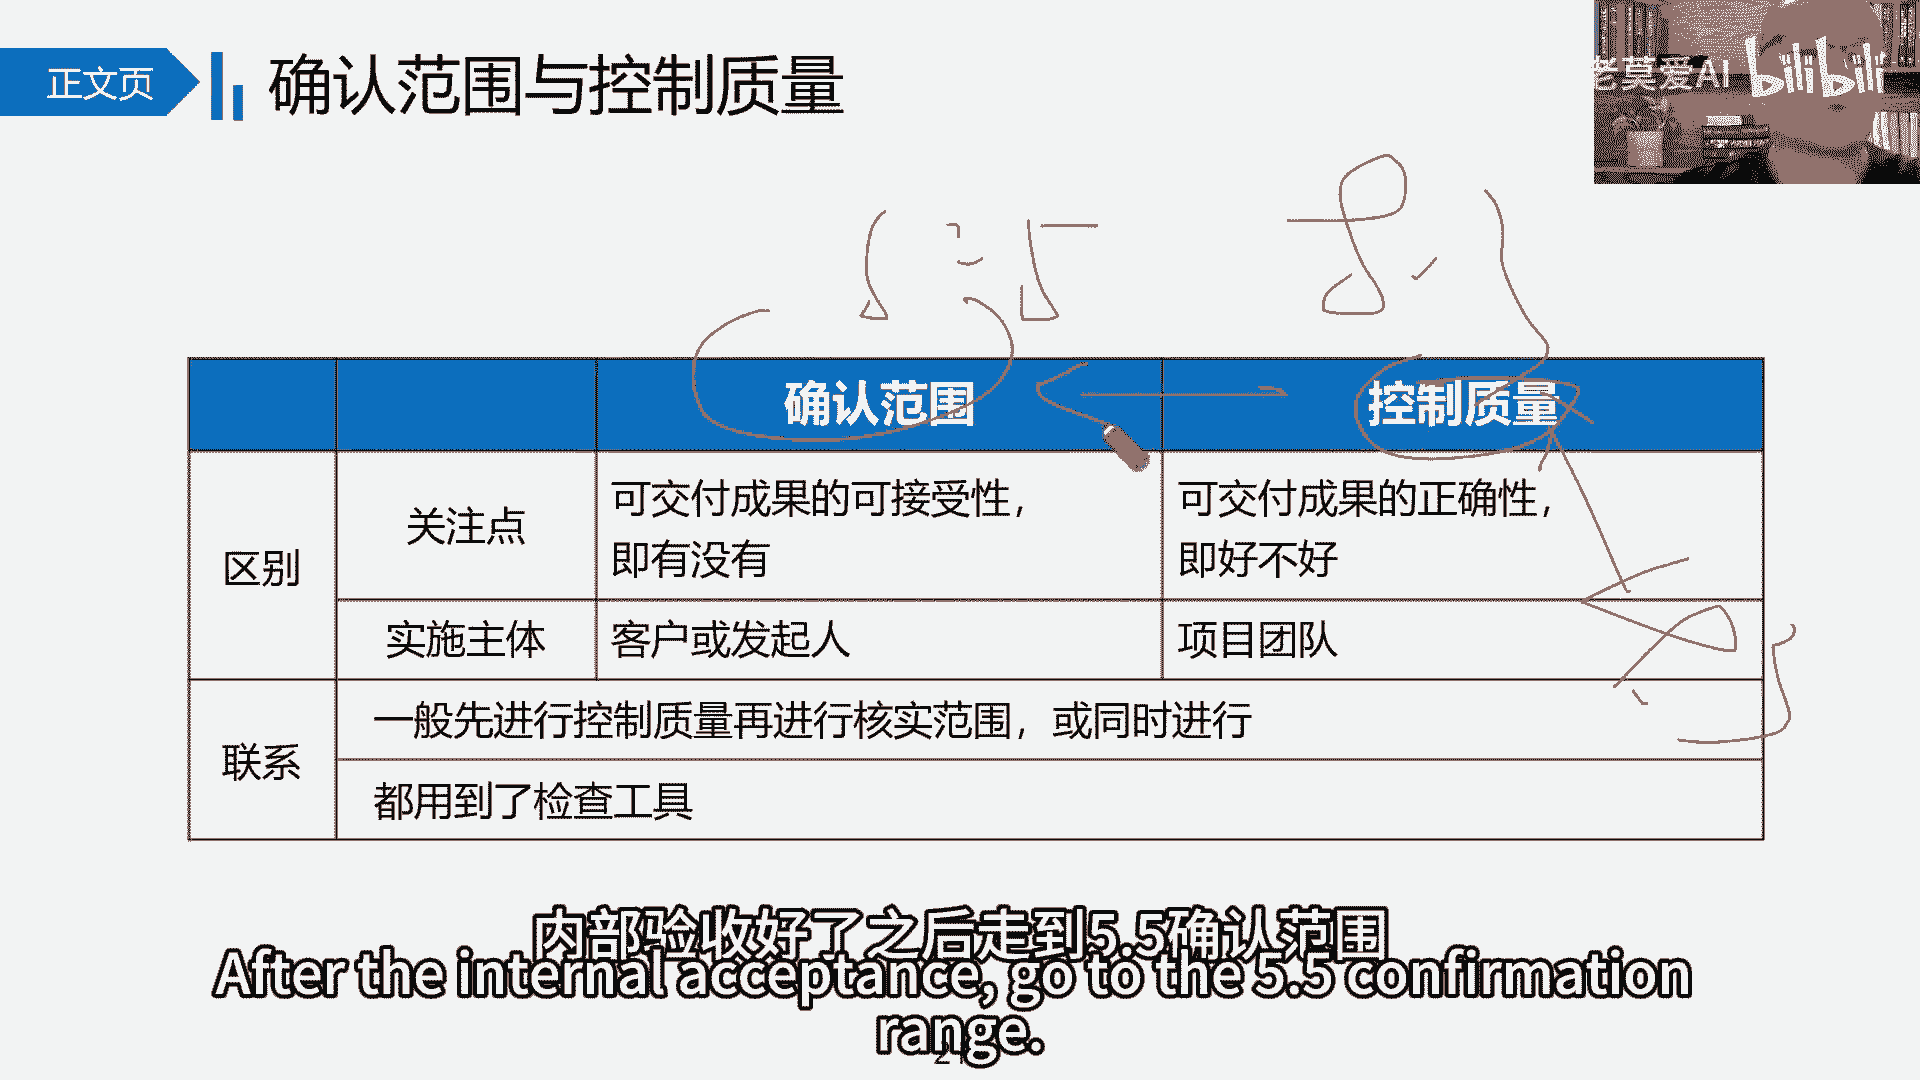 正文页
确认范围与控制质量
老莫爱AI
bilibili
5.5
8.3
确认范围
控制质量
区别
关注点
可交付成果的可接受性，
即有没有
可交付成果的正确性，
即好不好
实施主体
客户或发起人
项目团队
联系
一般先进行控制质量再进行核实范围，或同时进行
都用到了检查工具
内部验收好了之后走到5.5确认范围
After the internal acceptance, go to the 5.5 confirmation
range.